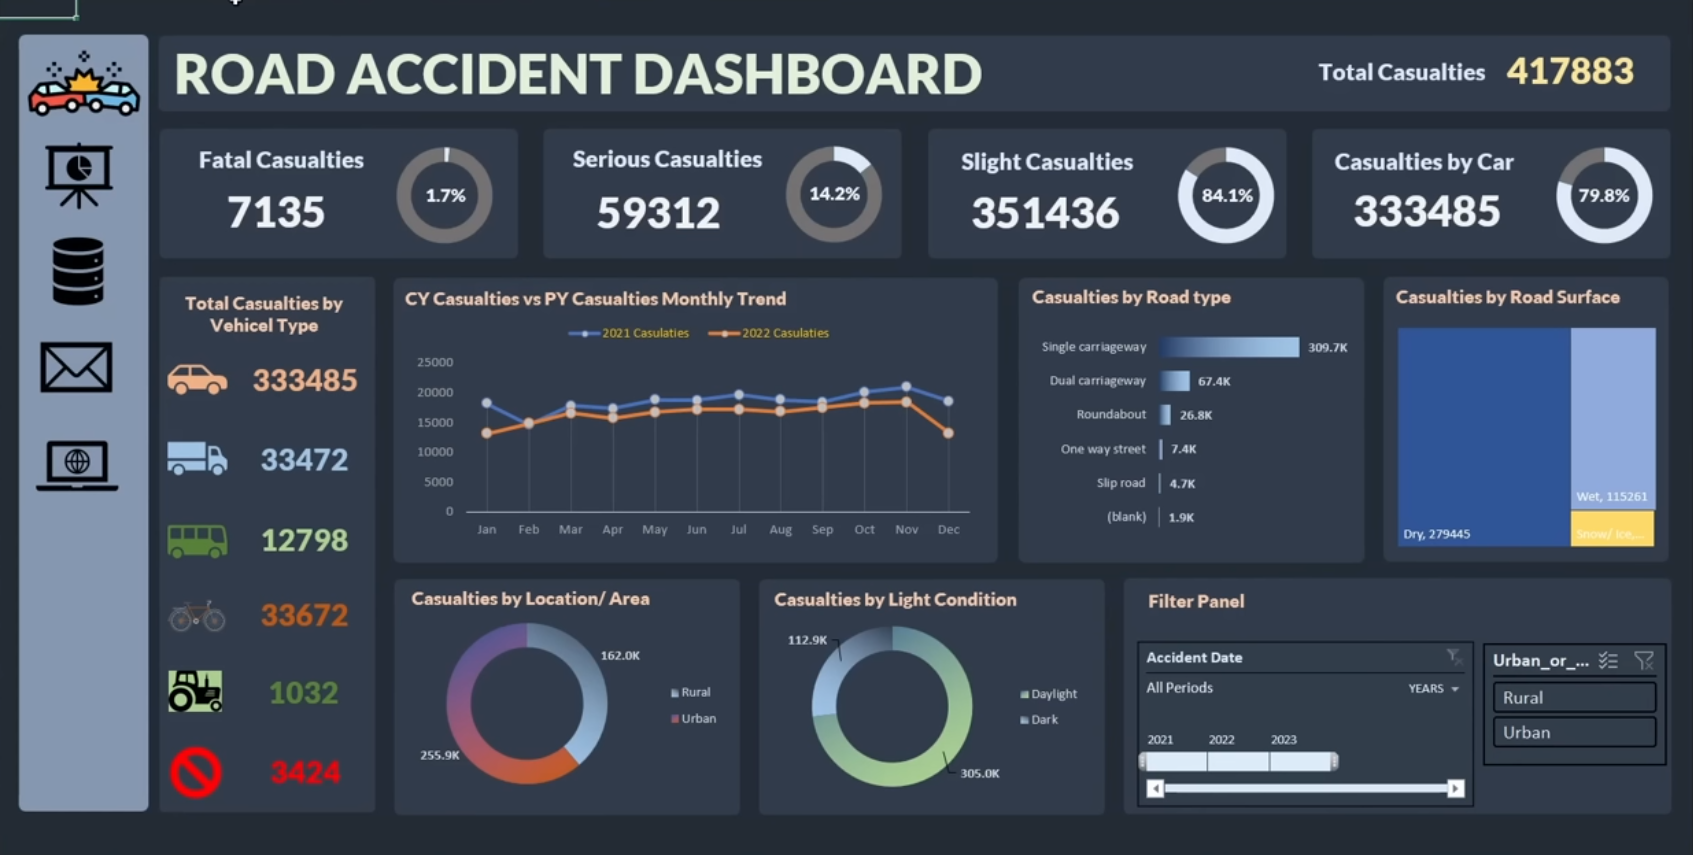 ROAD ACCIDENT DASHBOARD
Total Casualties 417883
Fatal Casualties
7135
1.7%
Serious Casualties
59312
14.2%
Slight Casualties
351436
84.1%
Casualties by Car
333485
79.8%
Total Casualties by
Vehicel Type
333485
33472
12798
33672
1032
3424
CY Casualties vs PY Casualties Monthly Trend
2021 Casulaties 2022 Casulaties
25000
20000
15000
10000
5000
0
Jan Feb Mar Apr May Jun Jul Aug Sep Oct Nov Dec
Casualties by Road type
Single carriageway 309.7K
Dual carriageway 67.4K
Roundabout 26.8K
One way street 7.4K
Slip road 4.7K
(blank) 1.9K
Casualties by Road Surface
Wet, 115261
Dry, 279445
Snow/ Ice,...
Casualties by Location/ Area
162.0K
Rural
Urban
255.9K
Casualties by Light Condition
112.9K
Daylight
Dark
305.0K
Filter Panel
Accident Date
All Periods YEARS
2021 2022 2023
Urban_or_...
Rural
Urban